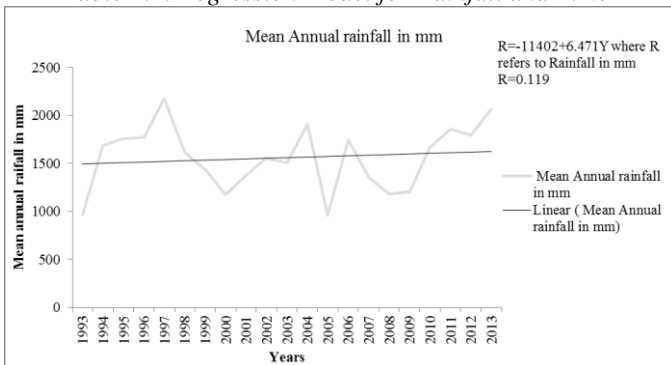 Mean Annual rainfall in mm
R=-11402+6.471Y where R
refers to Rainfall in mm
R=0.119
Mean annual raifall in mm
2500
2000
1500
1000
500
0
1993
1994
1995
1996
1997
1998
1999
2000
2001
2002
2003
2004
2005
2006
2007
2008
2009
2010
2011
2012
2013
Years
Mean Annual rainfall
in mm
Linear ( Mean Annual
rainfall in mm)